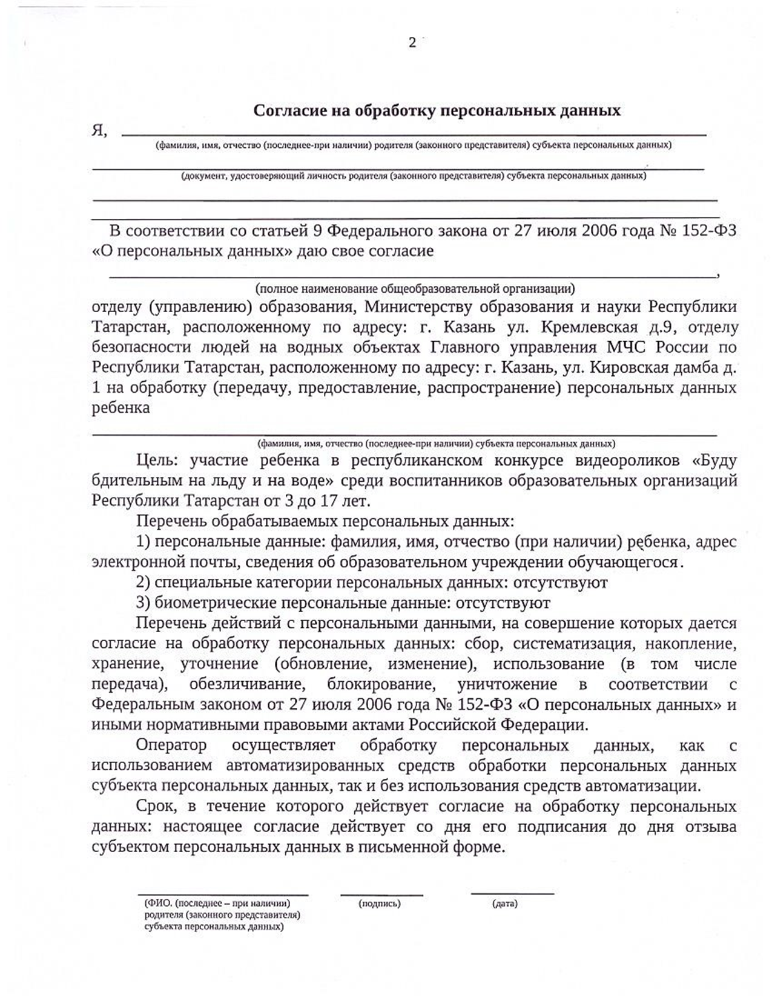 2
Согласие на обработку персональных данных
Я,
(фамилия, имя, отчество (последнее-при наличии) родителя (законного представителя) субъекта персональных данных)
(документ, удостоверяющий личность родителя (законного представителя) субъекта персональных данных)
В соответствии со статьей 9 Федерального закона от 27 июля 2006 года № 152-ФЗ
«О персональных данных» даю свое согласие
,
(полное наименование общеобразовательной организации)
отделу (управлению) образования, Министерству образования и науки Республики
Татарстан, расположенному по адресу: г. Казань ул. Кремлевская д.9, отделу
безопасности людей на водных объектах Главного управления МЧС России по
Республики Татарстан, расположенному по адресу: г. Казань, ул. Кировская дамба д.
1 на обработку (передачу, предоставление, распространение) персональных данных
ребенка
(фамилия, имя, отчество (последнее-при наличии) субъекта персональных данных)
Цель: участие ребенка в республиканском конкурсе видеороликов «Буду
бдительным на льду и на воде» среди воспитанников образовательных организаций
Республики Татарстан от 3 до 17 лет.
Перечень обрабатываемых персональных данных:
1) персональные данные: фамилия, имя, отчество (при наличии) ребенка, адрес
электронной почты, сведения об образовательном учреждении обучающегося.
2) специальные категории персональных данных: отсутствуют
3) биометрические персональные данные: отсутствуют
Перечень действий с персональными данными, на совершение которых дается
согласие на обработку персональных данных: сбор, систематизация, накопление,
хранение, уточнение (обновление, изменение), использование (в том числе
передача), обезличивание, блокирование, уничтожение в соответствии с
Федеральным законом от 27 июля 2006 года № 152-ФЗ «О персональных данных» и
иными нормативными правовыми актами Российской Федерации.
Оператор осуществляет обработку персональных данных, как с
использованием автоматизированных средств обработки персональных данных
субъекта персональных данных, так и без использования средств автоматизации.
Срок, в течение которого действует согласие на обработку персональных
данных: настоящее согласие действует со дня его подписания до дня отзыва
субъектом персональных данных в письменной форме.
(ФИО. (последнее – при наличии) (подпись) (дата)
родителя (законного представителя)
субъекта персональных данных)